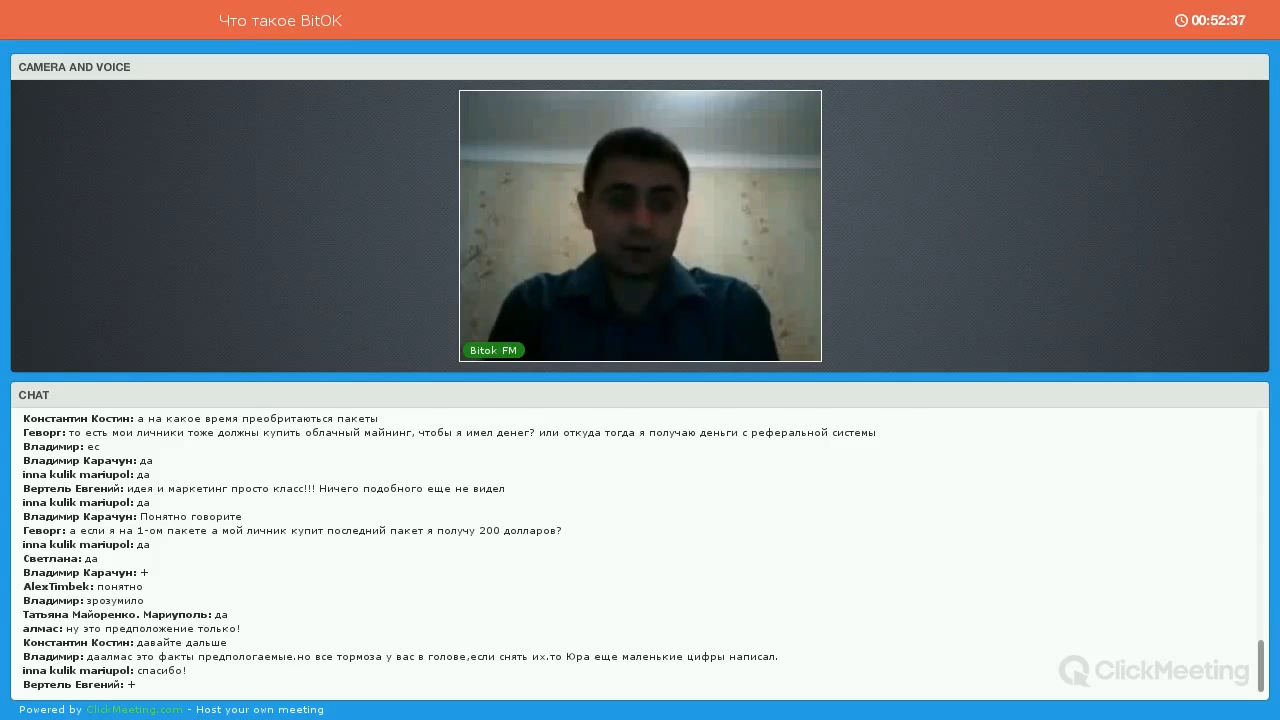 Что такое BitOK
00:52:37
CAMERA AND VOICE
Bitok FM
CHAT
Константин Костин: а на какое время преобритаються пакеты
Геворг: то есть мои личники тоже должны купить облачный майнинг, чтобы я имел денег? или откуда тогда я получаю деньги с реферальной системы
Владимир: ес
Владимир Карачун: да
inna kulik mariupol: да
Вертель Евгений: идея и маркетинг просто класс!!! Ничего подобного еще не видел
inna kulik mariupol: да
Владимир Карачун: Понятно говорите
Геворг: а если я на 1-ом пакете а мой личник купит последний пакет я получу 200 долларов?
inna kulik mariupol: да
Светлана: да
Владимир Карачун: +
AlexTimbek: понятно
Владимир: зрозумило
Татьяна Майоренко. Мариуполь: да
алмас: ну это предположение только!
Константин Костин: давайте дальше
Владимир: даалмас это факты предпологаемые.но все тормоза у вас в голове,если снять их.то Юра еще маленькие цифры написал.
inna kulik mariupol: спасибо!
Вертель Евгений: +
ClickMeeting
Powered by ClickMeeting.com - Host your own meeting